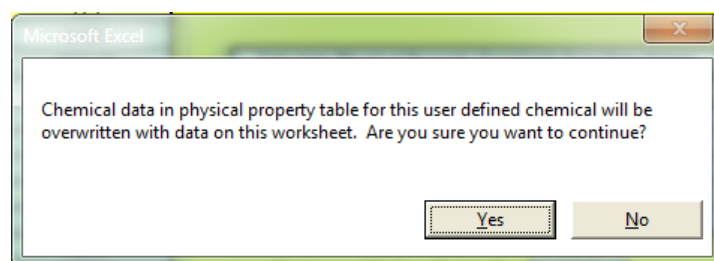 Microsoft Excel
Chemical data in physical property table for this user defined chemical will be
overwritten with data on this worksheet.  Are you sure you want to continue?
Yes
No